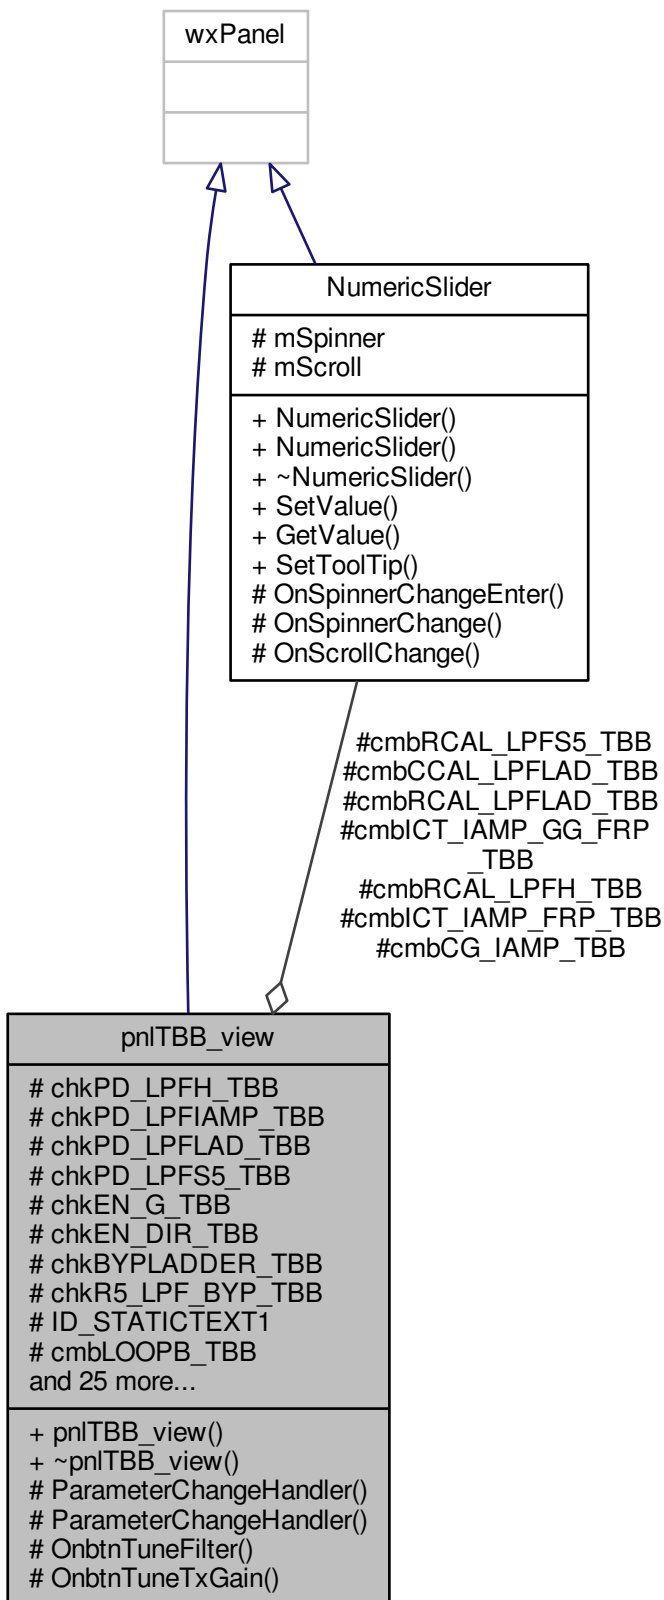 wxPanel
NumericSlider
# mSpinner
# mScroll
+ NumericSlider()
+ NumericSlider()
+ ~NumericSlider()
+ SetValue()
+ GetValue()
+ SetToolTip()
# OnSpinnerChangeEnter()
# OnSpinnerChange()
# OnScrollChange()
#cmbRCAL_LPFS5_TBB
#cmbCCAL_LPFLAD_TBB
#cmbRCAL_LPFLAD_TBB
#cmbICT_IAMP_GG_FRP
_TBB
#cmbRCAL_LPFH_TBB
#cmbICT_IAMP_FRP_TBB
#cmbCG_IAMP_TBB
pnlTBB_view
# chkPD_LPFH_TBB
# chkPD_LPFIAMP_TBB
# chkPD_LPFLAD_TBB
# chkPD_LPFS5_TBB
# chkEN_G_TBB
# chkEN_DIR_TBB
# chkBYPLADDER_TBB
# chkR5_LPF_BYP_TBB
# ID_STATICTEXT1
# cmbLOOPB_TBB
and 25 more...
+ pnlTBB_view()
+ ~pnlTBB_view()
# ParameterChangeHandler()
# ParameterChangeHandler()
# OnbtnTuneFilter()
# OnbtnTuneTxGain()